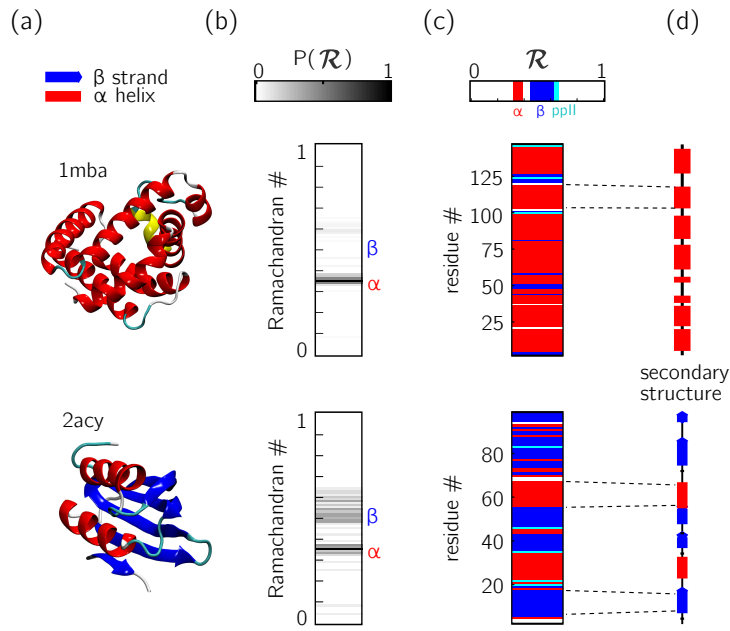 (a)
β strand
α helix
1mba
2acy
(b)
P(ℛ)
0 1
1
Ramachandran #
β
α
0
1
Ramachandran #
β
α
0
(c)
ℛ
0 1
α β ppII
125
100
75
50
25
residue #
80
60
40
20
residue #
(d)
secondary
structure